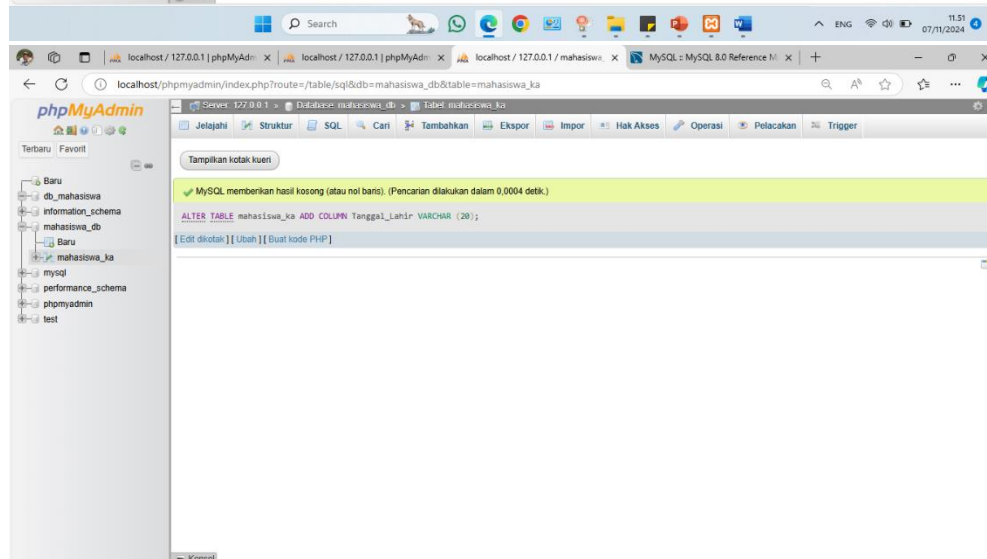 Search
ENG
11.51
07/11/2024
4
localhost / 127.0.0.1 | phpMyAdm
localhost / 127.0.0.1 | phpMyAdm
localhost / 127.0.0.1 / mahasiswa_
MySQL :: MySQL 8.0 Reference M
localhost/phpmyadmin/index.php?route=/table/sql&db=mahasiswa_db&table=mahasiswa_ka
phpMyAdmin
Server: 127.0.0.1 » Database: mahasiswa_db » Tabel: mahasiswa_ka
Jelajahi Struktur SQL Cari Tambahkan Ekspor Impor Hak Akses Operasi Pelacakan Trigger
Terbaru Favorit
Baru
db_mahasiswa
information_schema
mahasiswa_db
Baru
mahasiswa_ka
mysql
performance_schema
phpmyadmin
test
Tampilkan kotak kueri
MySQL memberikan hasil kosong (atau nol baris). (Pencarian dilakukan dalam 0,0004 detik.)
ALTER TABLE mahasiswa_ka ADD COLUMN Tanggal_Lahir VARCHAR (20);
[ Edit dikotak ] [ Ubah ] [ Buat kode PHP ]
Konsol